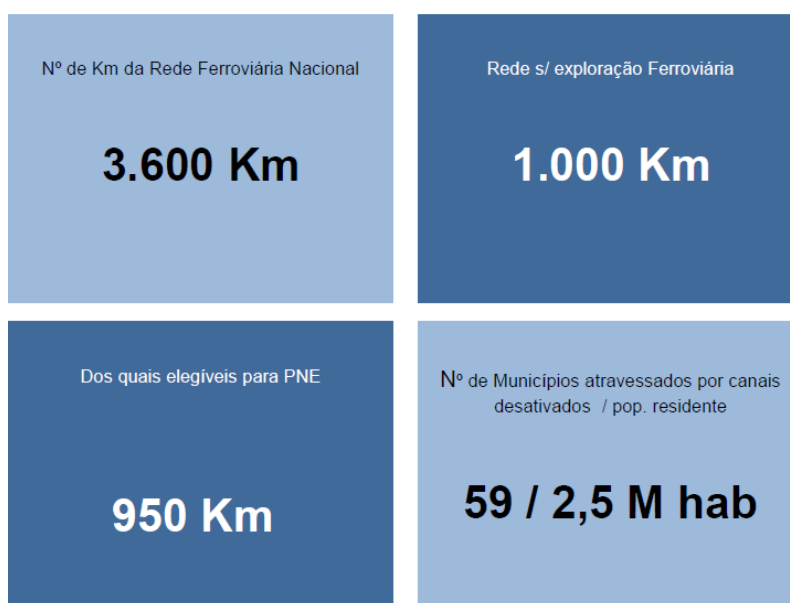 Nº de Km da Rede Ferroviária Nacional
3.600 Km
Rede s/ exploração Ferroviária
1.000 Km
Dos quais elegíveis para PNE
950 Km
Nº de Municípios atravessados por canais
desativados / pop. residente
59 / 2,5 M hab